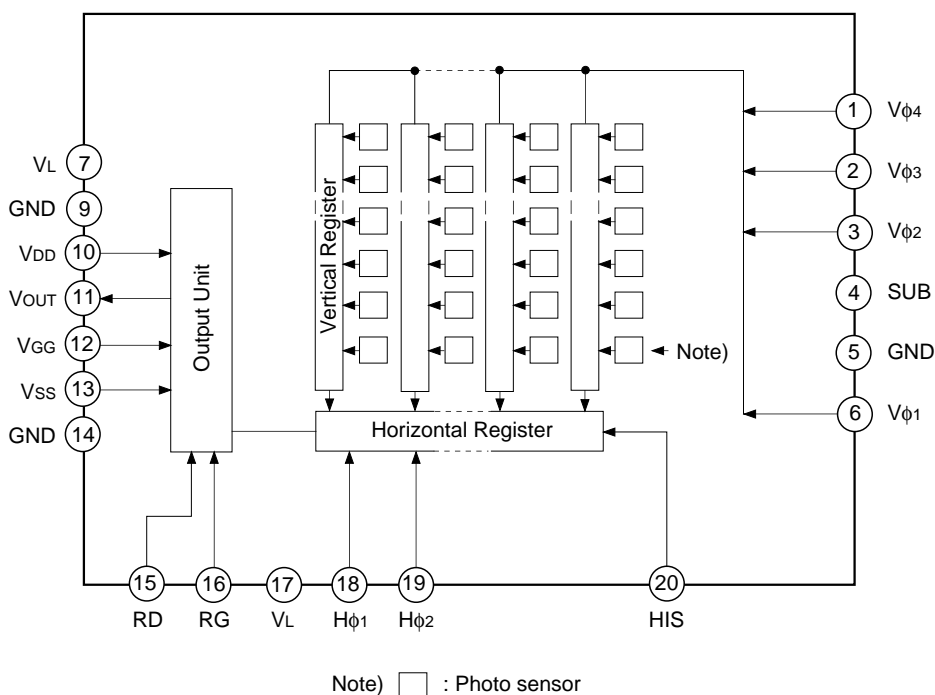 1 Vϕ4
2 Vϕ3
3 Vϕ2
4 SUB
5 GND
6 Vϕ1
VL 7
GND 9
VDD 10
VOUT 11
VGG 12
VSS 13
GND 14
Output Unit
Vertical Register
Note)
Horizontal Register
15 16 17 18 19 20
RD RG VL Hϕ1 Hϕ2 HIS
Note) : Photo sensor